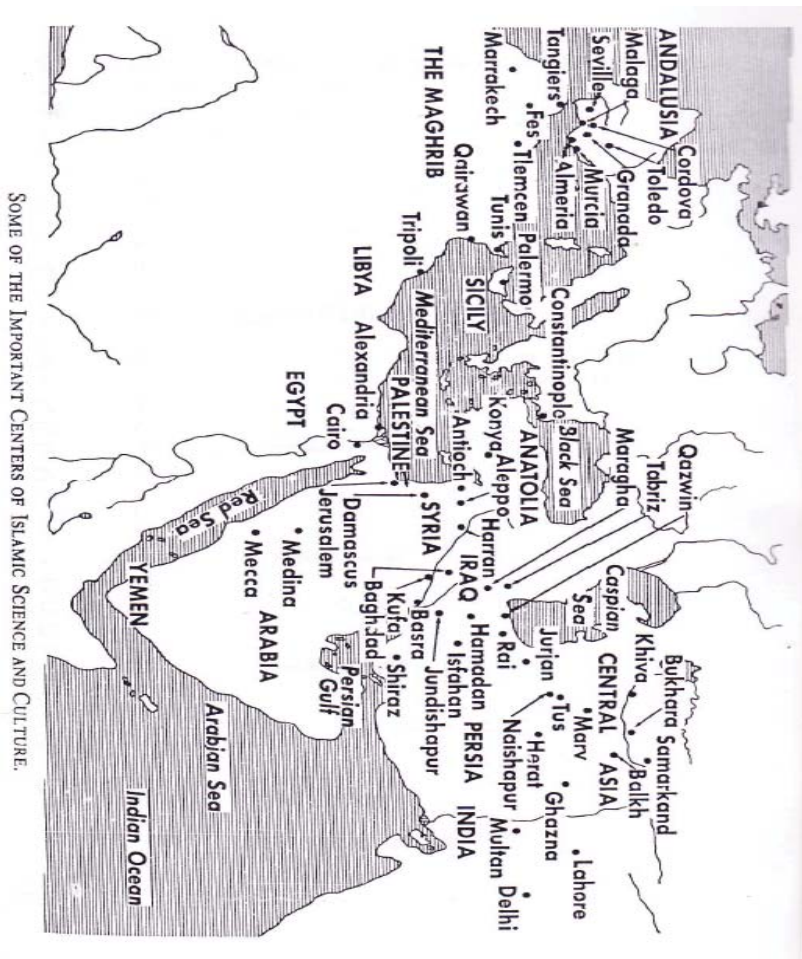 ANDALUSIA
Malaga
Seville
Tangiers
Marrakech
THE MAGHRIB
Cordova
Toledo
Granada
Murcia
Almeria
Fes
Tlemcen
Qairawan
Tunis
Palermo
SICILY
Tripoli
LIBYA
Mediterranean Sea
Constantinople
Black Sea
Alexandria
EGYPT
Cairo
PALESTINE
Konya
ANATOLIA
Antioch
Aleppo
Maragha
Tabriz
Qazwin
Harran
SYRIA
Jerusalem
Damascus
Baghdad
Kufa
Basra
IRAQ
Red Sea
Medina
Mecca
ARABIA
YEMEN
Caspian
Sea
Jurjan
Rai
Hamadan
Isfahan
Jundishapur
Shiraz
Persian
Gulf
PERSIA
Khiva
Bukhara
Samarkand
CENTRAL
ASIA
Balkh
Marv
Tus
Herat
Naishapur
Ghazna
INDIA
Multan
Lahore
Delhi
Arabian Sea
Indian Ocean
SOME OF THE IMPORTANT CENTERS OF ISLAMIC SCIENCE AND CULTURE.